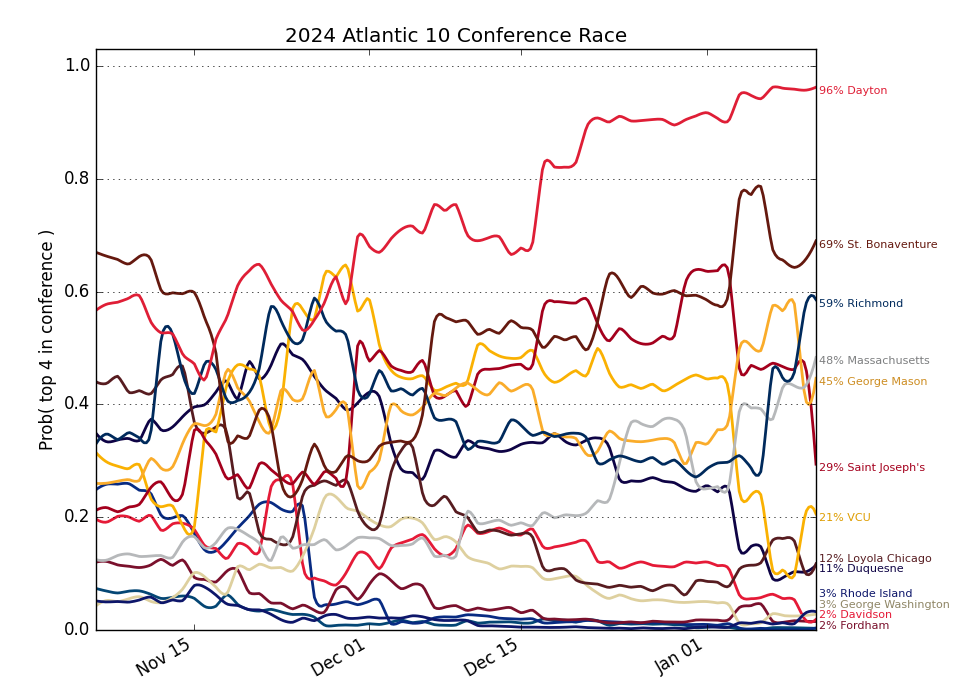 2024 Atlantic 10 Conference Race
Prob( top 4 in conference )
1.0
0.8
0.6
0.4
0.2
0.0
Nov 15
Dec 01
Dec 15
Jan 01
96% Dayton
69% St. Bonaventure
59% Richmond
48% Massachusetts
45% George Mason
29% Saint Joseph's
21% VCU
12% Loyola Chicago
11% Duquesne
3% Rhode Island
3% George Washington
2% Davidson
2% Fordham